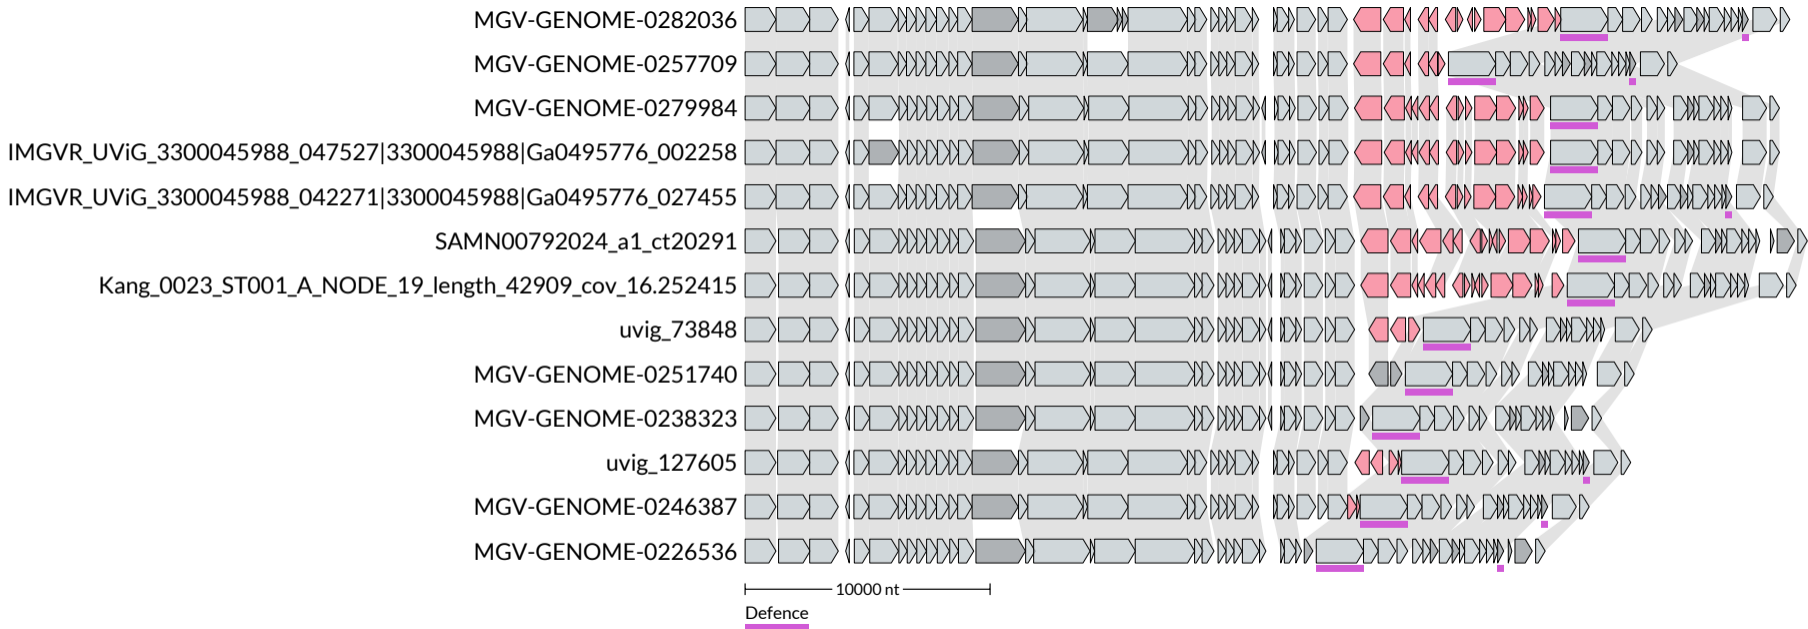 MGV-GENOME-0282036
MGV-GENOME-0257709
MGV-GENOME-0279984
IMGVR_UViG_3300045988_047527|3300045988|Ga0495776_002258
IMGVR_UViG_3300045988_042271|3300045988|Ga0495776_027455
SAMN00792024_a1_ct20291
Kang_0023_ST001_A_NODE_19_length_42909_cov_16.252415
uvig_73848
MGV-GENOME-0251740
MGV-GENOME-0238323
uvig_127605
MGV-GENOME-0246387
MGV-GENOME-0226536
10000 nt
Defence